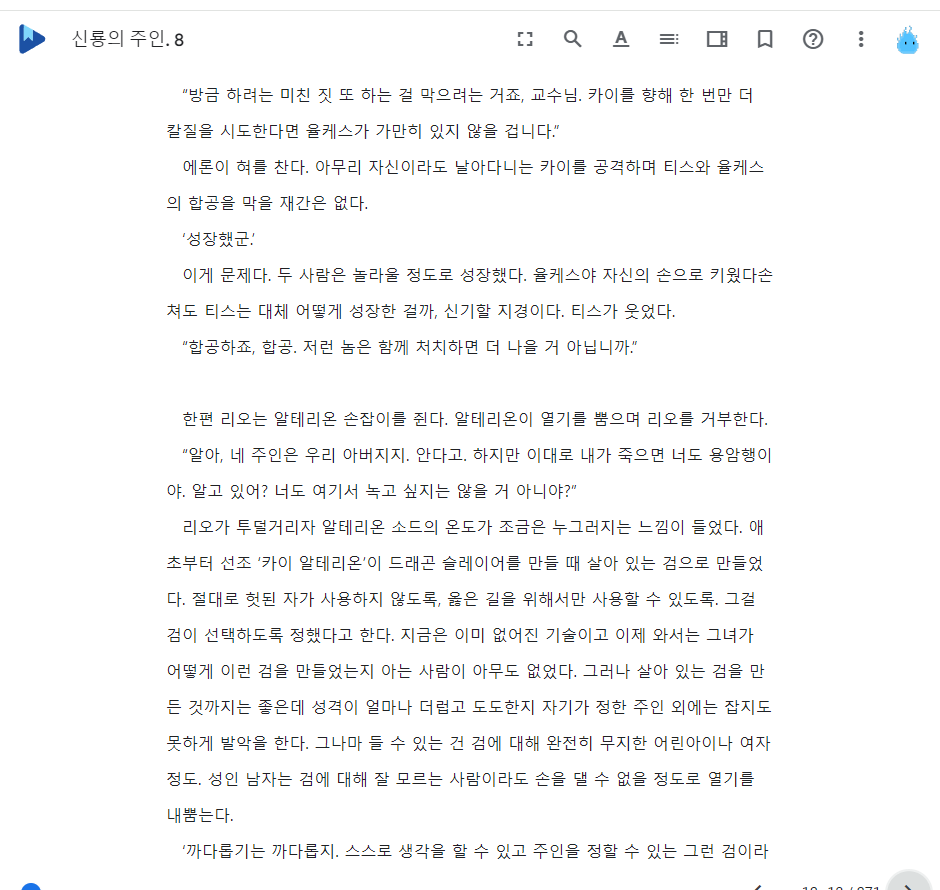 신룡의 주인. 8
“방금 하려는 미친 짓 또 하는 걸 막으려는 거죠, 교수님. 카이를 향해 한 번만 더
칼질을 시도한다면 율케스가 가만히 있지 않을 겁니다.”
에론이 혀를 찬다. 아무리 자신이라도 날아다니는 카이를 공격하며 티스와 율케스
의 합공을 막을 재간은 없다.
‘성장했군.’
이게 문제다. 두 사람은 놀라울 정도로 성장했다. 율케스야 자신의 손으로 키웠다손
쳐도 티스는 대체 어떻게 성장한 걸까, 신기할 지경이다. 티스가 웃었다.
“합공하죠, 합공. 저런 놈은 함께 처치하면 더 나을 거 아닙니까.”
한편 리오는 알테리온 손잡이를 쥔다. 알테리온이 열기를 뿜으며 리오를 거부한다.
“알아, 네 주인은 우리 아버지지. 안다고. 하지만 이대로 내가 죽으면 너도 용암행이
야. 알고 있어? 너도 여기서 녹고 싶지는 않을 거 아니야?”
리오가 투덜거리자 알테리온 소드의 온도가 조금은 누그러지는 느낌이 들었다. 애
초부터 선조 ‘카이 알테리온’이 드래곤 슬레이어를 만들 때 살아 있는 검으로 만들었
다. 절대로 헛된 자가 사용하지 않도록, 옳은 길을 위해서만 사용할 수 있도록. 그걸
검이 선택하도록 정했다고 한다. 지금은 이미 없어진 기술이고 이제 와서는 그녀가
어떻게 이런 검을 만들었는지 아는 사람이 아무도 없었다. 그러나 살아 있는 검을 만
든 것까지는 좋은데 성격이 얼마나 더럽고 도도한지 자기가 정한 주인 외에는 잡지도
못하게 발악을 한다. 그나마 들 수 있는 건 검에 대해 완전히 무지한 어린아이나 여자
정도. 성인 남자는 검에 대해 잘 모르는 사람이라도 손을 댈 수 없을 정도로 열기를
내뿜는다.
‘까다롭기는 까다롭지. 스스로 생각을 할 수 있고 주인을 정할 수 있는 그런 검이라